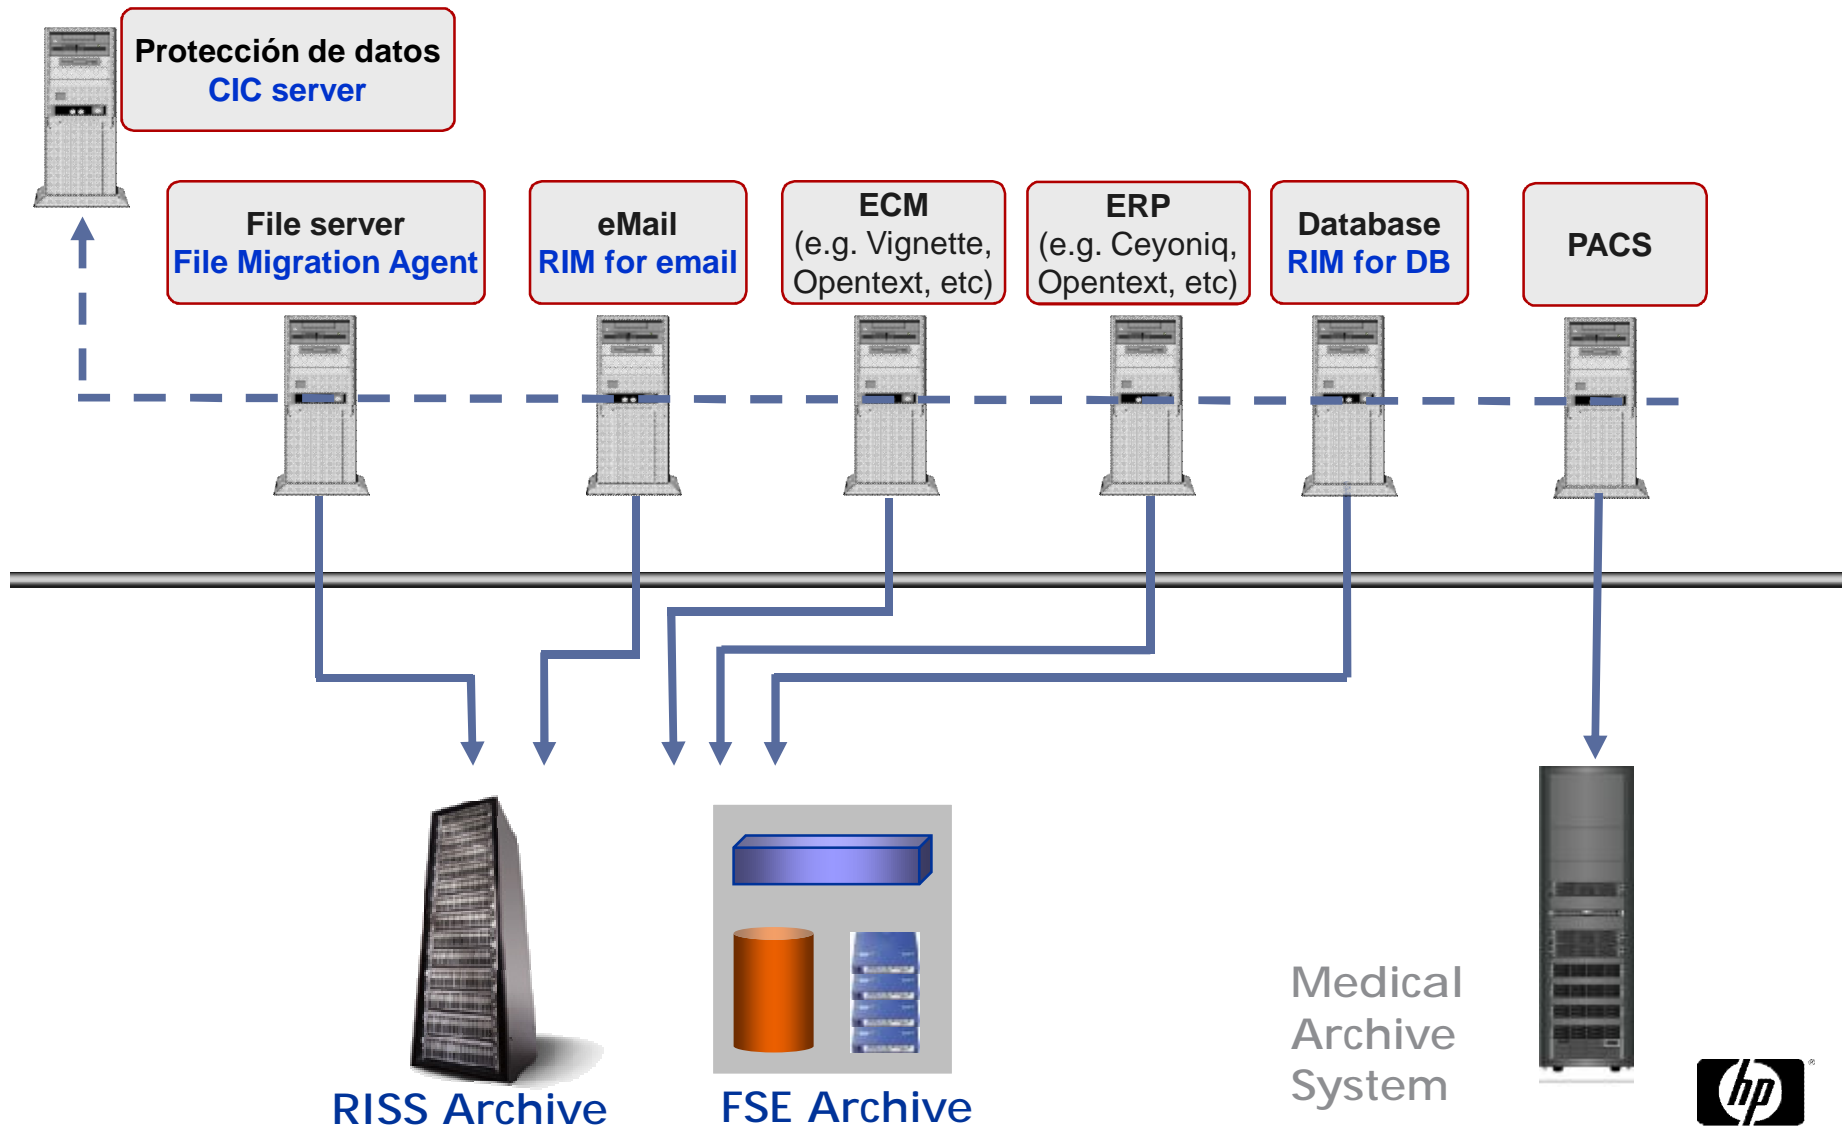 Protección de datos
CIC server
File server
File Migration Agent
eMail
RIM for email
ECM
(e.g. Vignette,
Opentext, etc)
ERP
(e.g. Ceyoniq,
Opentext, etc)
Database
RIM for DB
PACS
RISS Archive
FSE Archive
Medical
Archive
System
hp
®